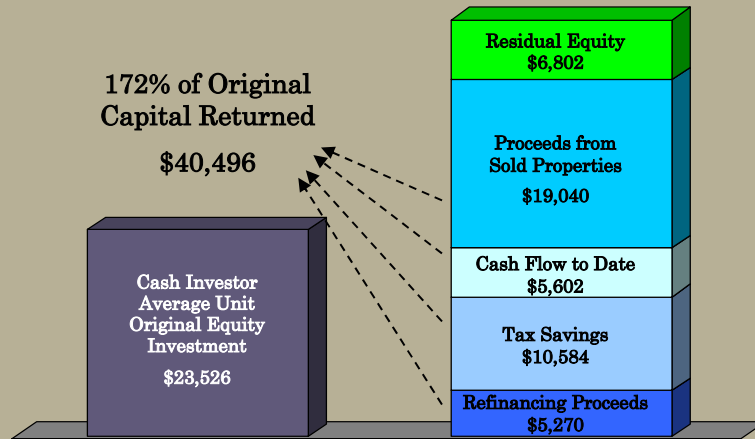 172% of Original
Capital Returned
$40,496
Cash Investor
Average Unit
Original Equity
Investment
$23,526
Residual Equity
$6,802
Proceeds from
Sold Properties
$19,040
Cash Flow to Date
$5,602
Tax Savings
$10,584
Refinancing Proceeds
$5,270